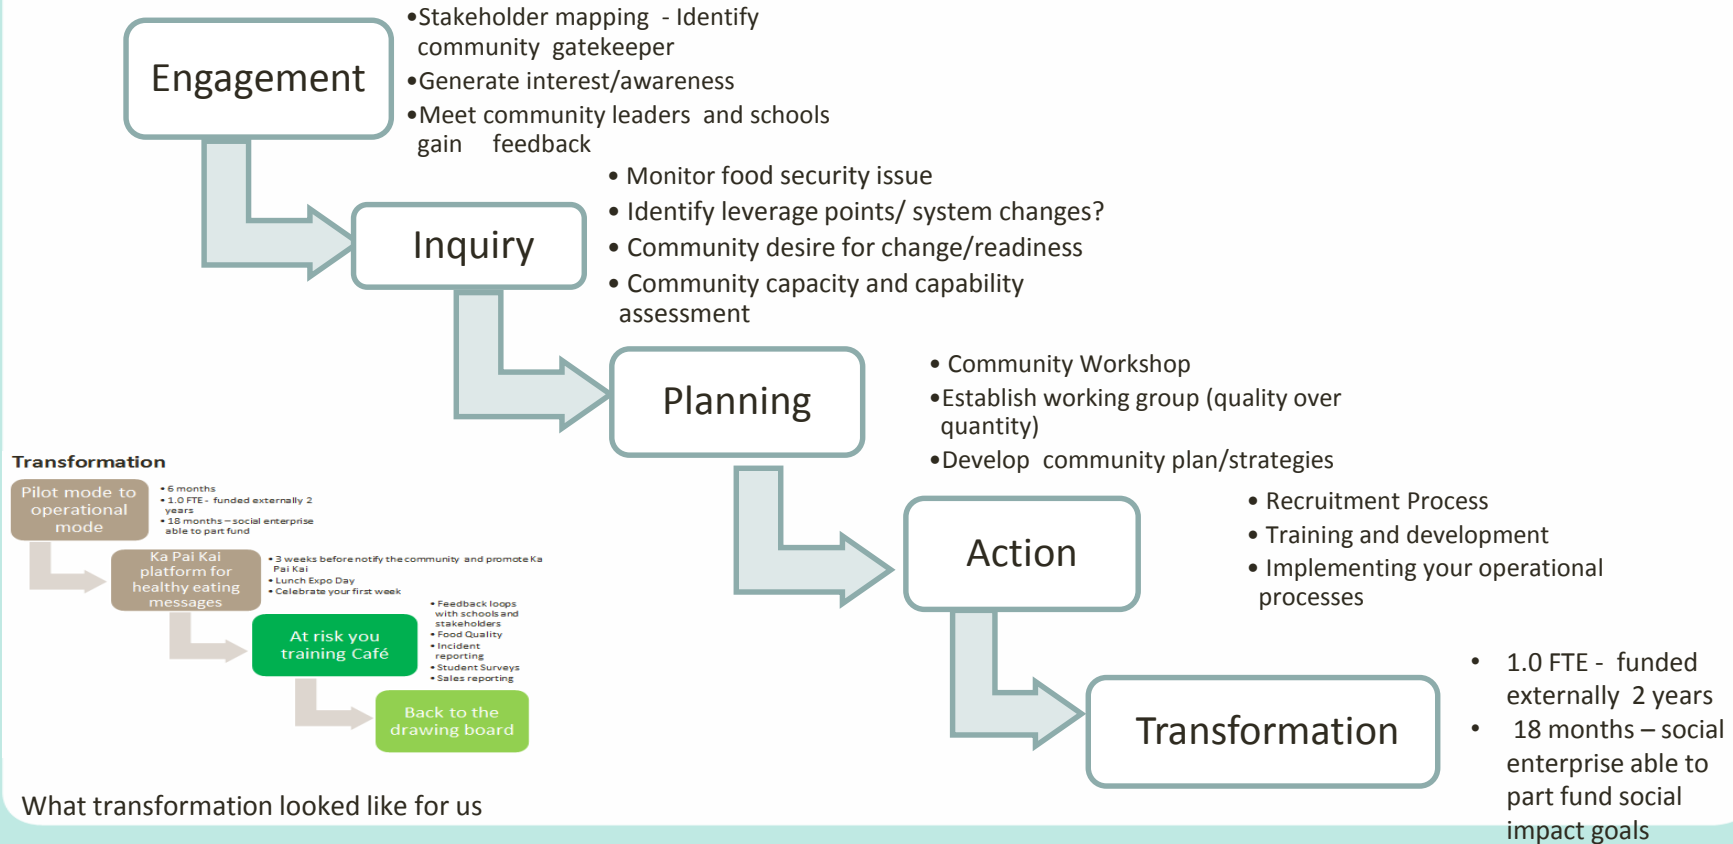 Engagement
•Stakeholder mapping - Identify
community gatekeeper
•Generate interest/awareness
•Meet community leaders and schools
gain feedback
Inquiry
• Monitor food security issue
• Identify leverage points/ system changes?
• Community desire for change/readiness
• Community capacity and capability
assessment
Planning
• Community Workshop
•Establish working group (quality over
quantity)
•Develop community plan/strategies
Action
• Recruitment Process
• Training and development
• Implementing your operational
processes
Transformation
• 1.0 FTE - funded
externally 2 years
• 18 months – social
enterprise able to
part fund social
impact goals
Transformation
Pilot mode to
operational
mode
• 6 months
• 1.0 FTE - funded externally 2
years
• 18 months – social enterprise
able to part fund
Ka Pai Kai
platform for
healthy eating
messages
• 3 weeks before notify the community and promote Ka
Pai Kai
• Lunch Expo Day
• Celebrate your first week
At risk you
training Café
• Feedback loops
with schools and
stakeholders
• Food Quality
• Incident
reporting
• Student Surveys
• Sales reporting
Back to the
drawing board
What transformation looked like for us